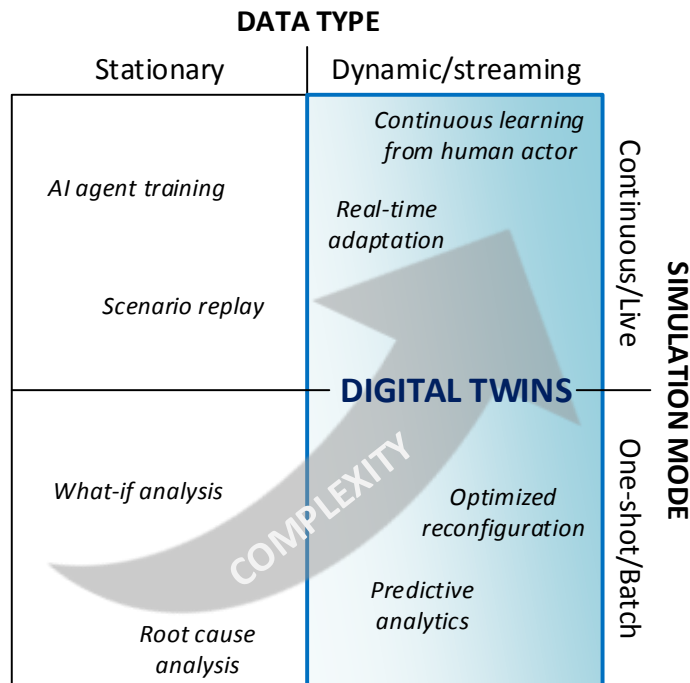 DATA TYPE
Stationary
Dynamic/streaming
Continuous learning
from human actor
AI agent training
Real-time
adaptation
Scenario replay
Continuous/Live
SIMULATION MODE
DIGITAL TWINS
COMPLEXITY
What-if analysis
Optimized
reconfiguration
One-shot/Batch
Predictive
analytics
Root cause
analysis